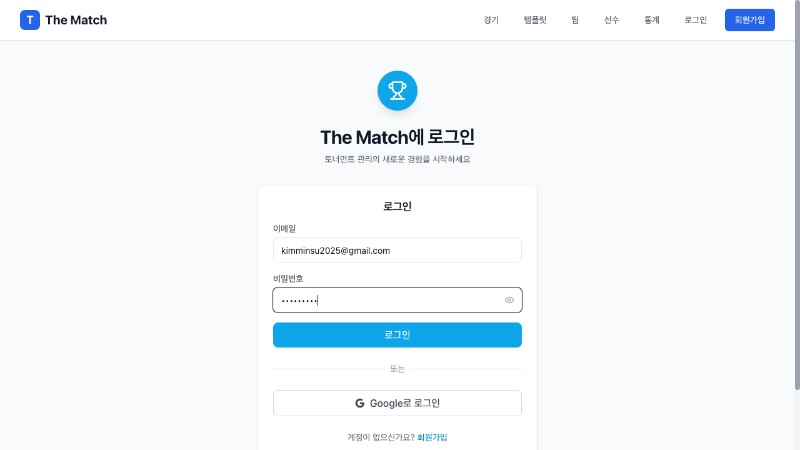 T The Match
경기 템플릿 팀 선수 통계 로그인 회원가입
The Match에 로그인
토너먼트 관리의 새로운 경험을 시작하세요
로그인
이메일
kimminsu2025@gmail.com
비밀번호
•••••••••
로그인
또는
G Google로 로그인
계정이 없으신가요? 회원가입